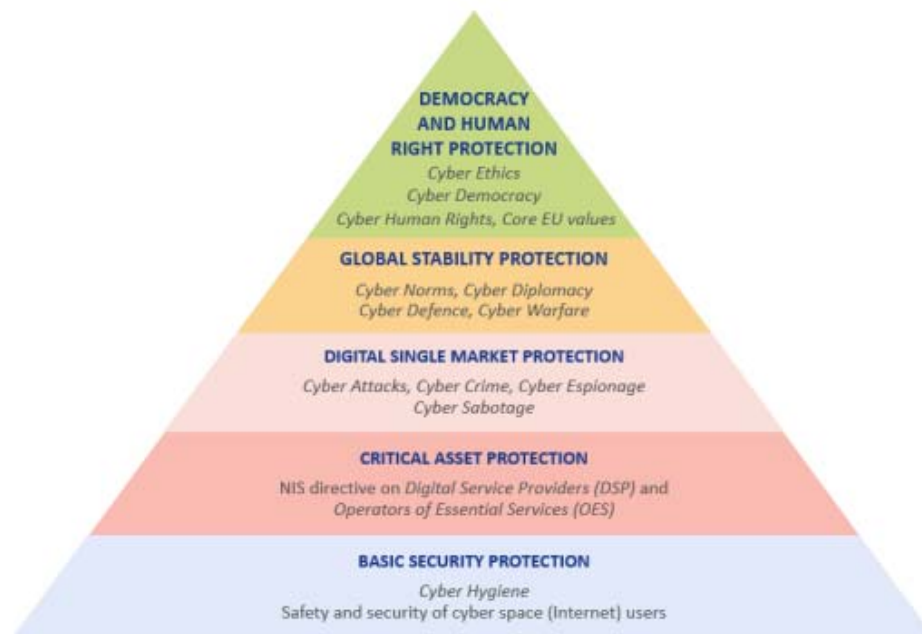 DEMOCRACY
AND HUMAN
RIGHT PROTECTION
Cyber Ethics
Cyber Democracy
Cyber Human Rights, Core EU values
GLOBAL STABILITY PROTECTION
Cyber Norms, Cyber Diplomacy
Cyber Defence, Cyber Warfare
DIGITAL SINGLE MARKET PROTECTION
Cyber Attacks, Cyber Crime, Cyber Espionage
Cyber Sabotage
CRITICAL ASSET PROTECTION
NIS directive on Digital Service Providers (DSP) and
Operators of Essential Services (OES)
BASIC SECURITY PROTECTION
Cyber Hygiene
Safety and security of cyber space (Internet) users